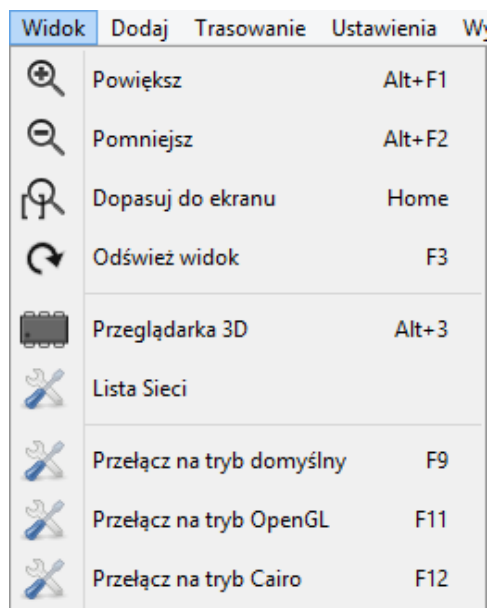 Widok Dodaj Trasowanie Ustawienia
Powiększ Alt+F1
Pomniejsz Alt+F2
Dopasuj do ekranu Home
Odśwież widok F3
Przeglądarka 3D Alt+3
Lista Sieci
Przełącz na tryb domyślny F9
Przełącz na tryb OpenGL F11
Przełącz na tryb Cairo F12